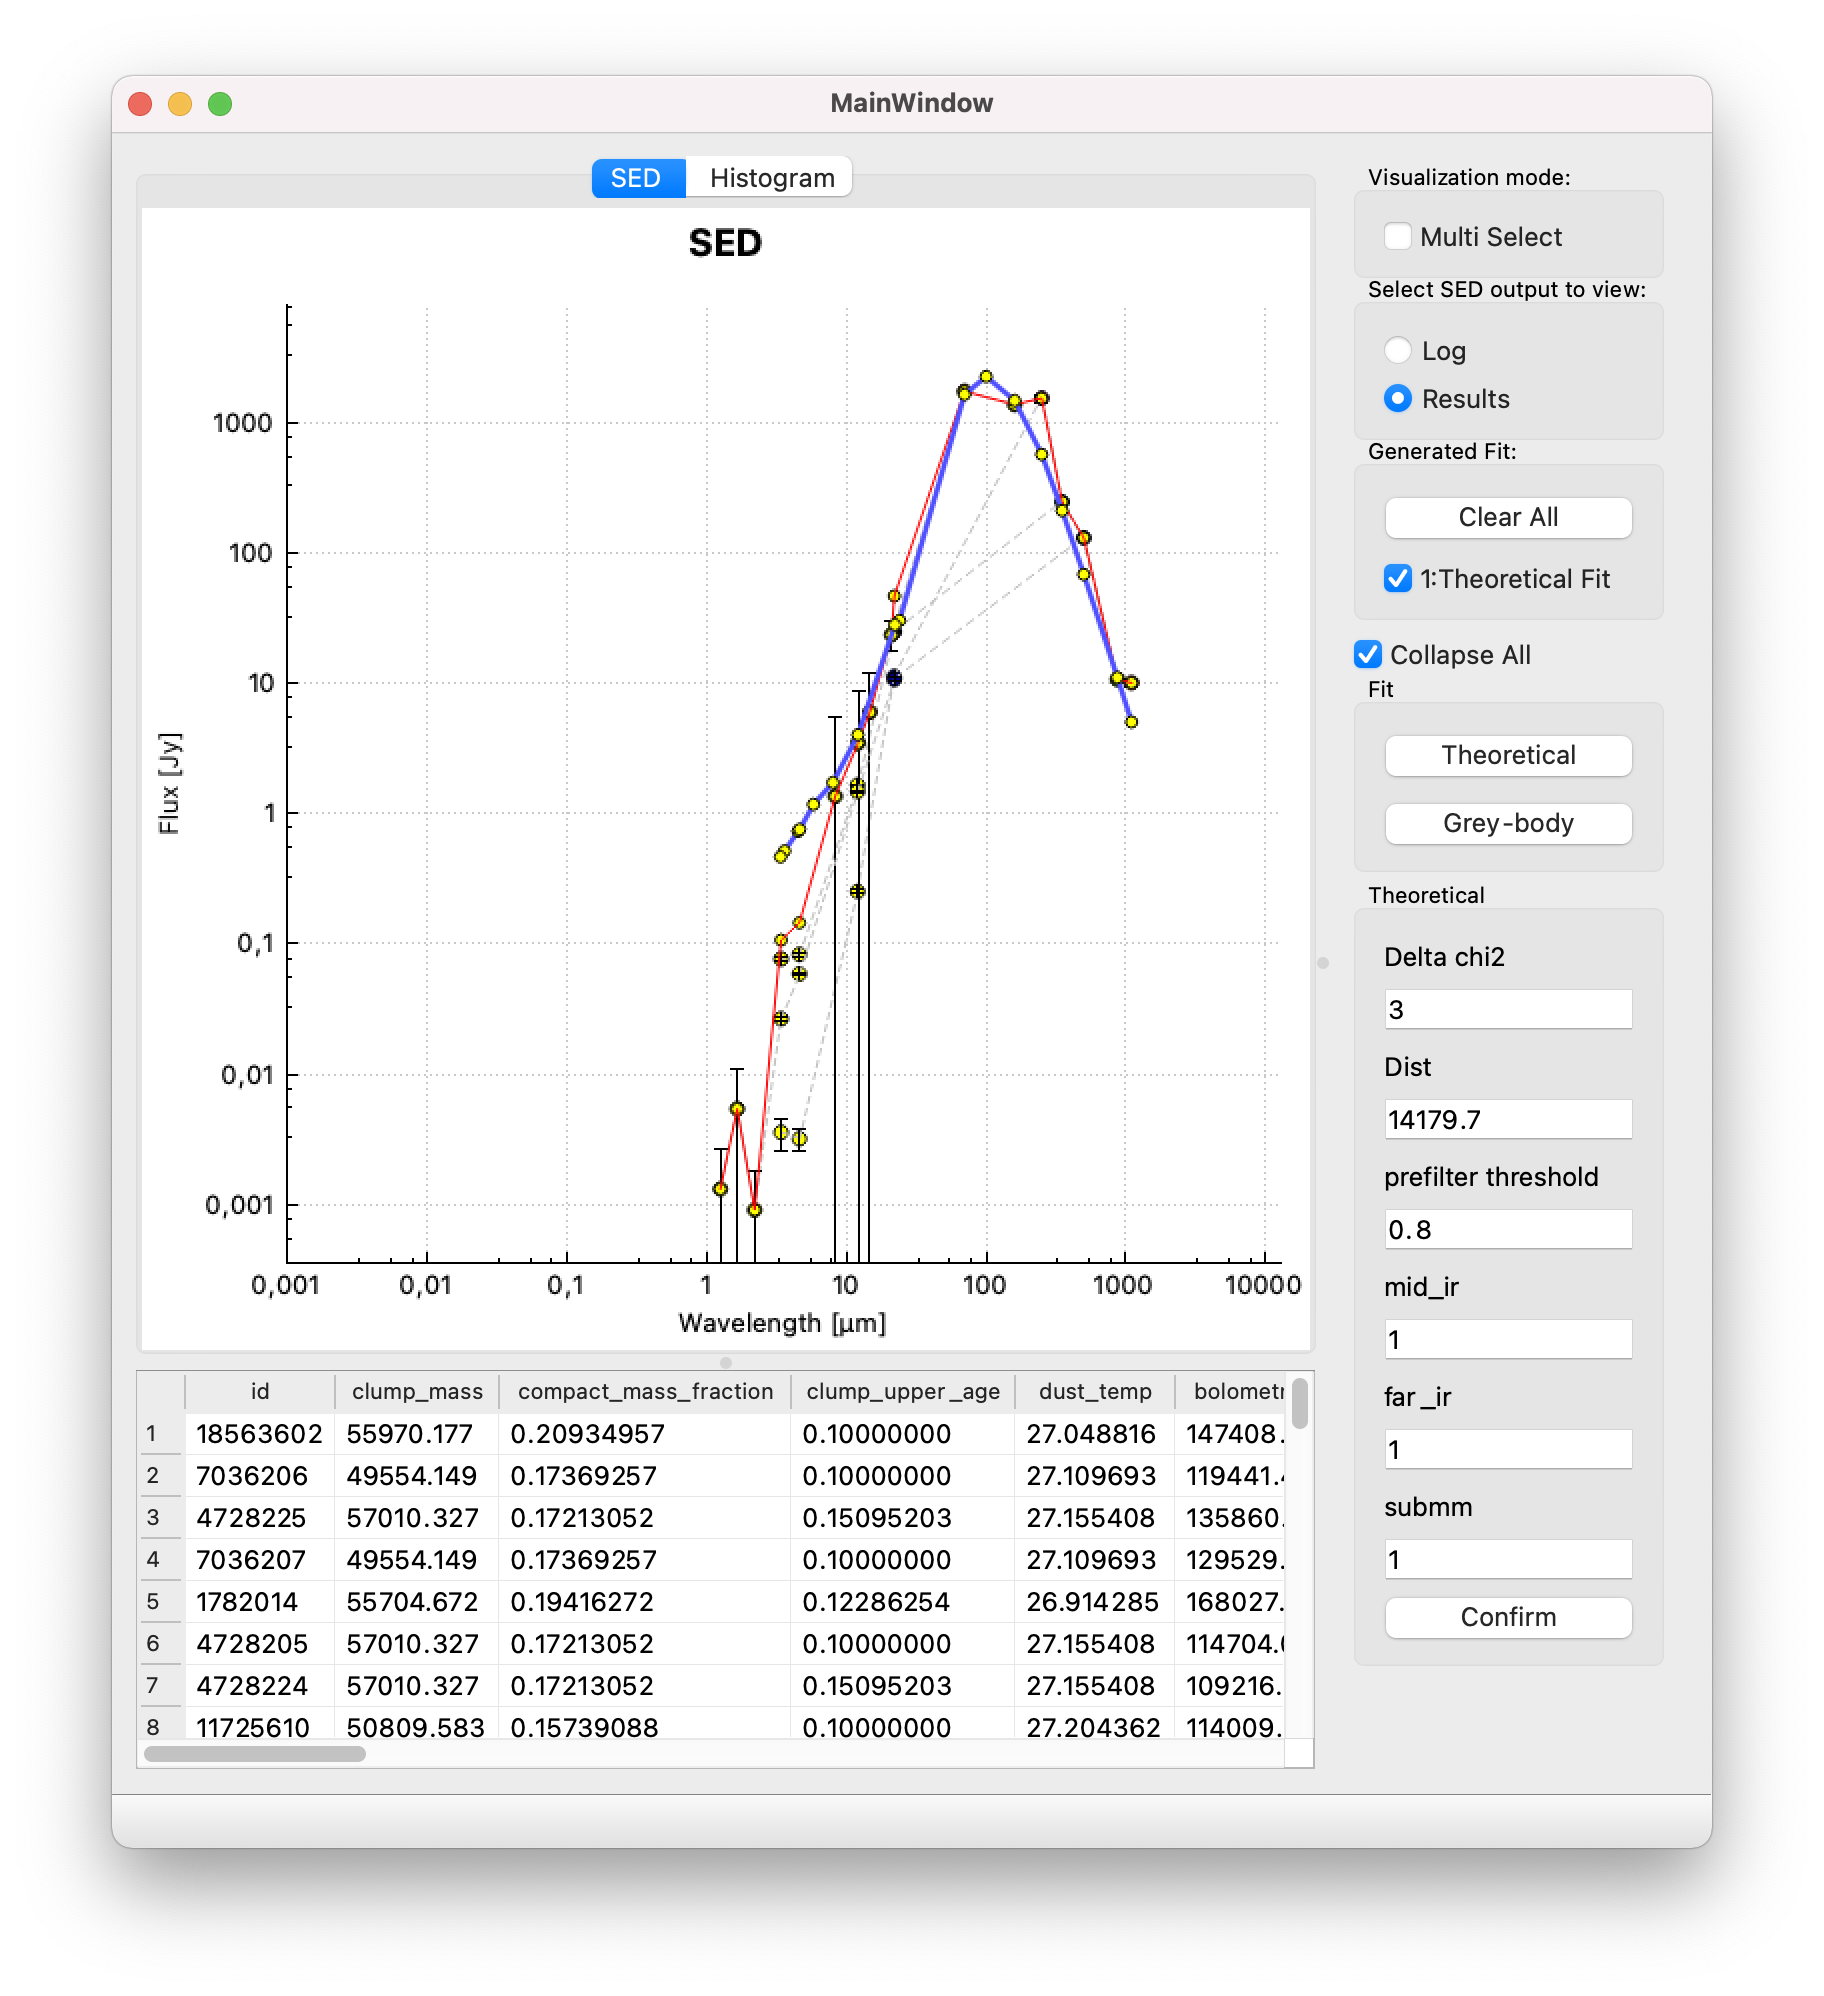 MainWindow
SED Histogram
SED
1000
100
10
1
0,1
0,01
0,001
Flux [Jy]
0,001 0,01 0,1 1 10 100 1000 10000
Wavelength [µm]
id clump_mass compact_mass_fraction clump_upper_age dust_temp bolometr
1 18563602 55970.177 0.20934957 0.10000000 27.048816 147408.
2 7036206 49554.149 0.17369257 0.10000000 27.109693 119441.4
3 4728225 57010.327 0.17213052 0.15095203 27.155408 135860.
4 7036207 49554.149 0.17369257 0.10000000 27.109693 129529.
5 1782014 55704.672 0.19416272 0.12286254 26.914285 168027.
6 4728205 57010.327 0.17213052 0.10000000 27.155408 114704.0
7 4728224 57010.327 0.17213052 0.15095203 27.155408 109216.
8 11725610 50809.583 0.15739088 0.10000000 27.204362 114009.
Visualization mode:
Multi Select
Select SED output to view:
Log
Results
Generated Fit:
Clear All
1:Theoretical Fit
Collapse All
Fit
Theoretical
Grey-body
Theoretical
Delta chi2
3
Dist
14179.7
prefilter threshold
0.8
mid_ir
1
far_ir
1
submm
1
Confirm